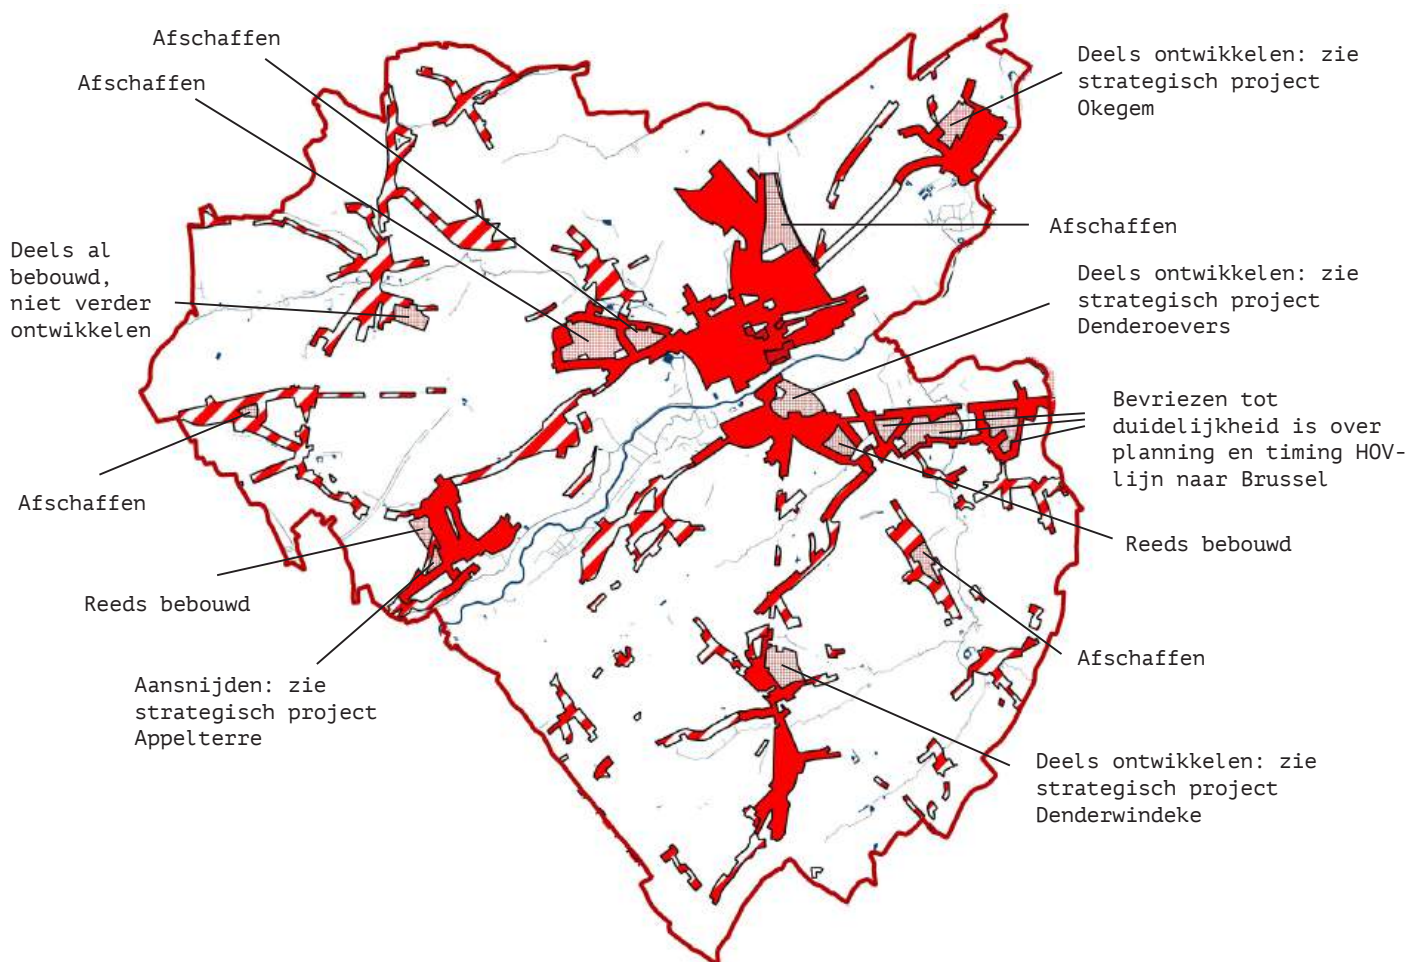 Afschaffen
Afschaffen
Deels ontwikkelen: zie
strategisch project
Okegem
Afschaffen
Deels al
bebouwd,
niet verder
ontwikkelen
Deels ontwikkelen: zie
strategisch project
Denderoevers
Bevriezen tot
duidelijkheid is over
planning en timing HOV-
lijn naar Brussel
Afschaffen
Reeds bebouwd
Reeds bebouwd
Afschaffen
Aansnijden: zie
strategisch project
Appelterre
Deels ontwikkelen: zie
strategisch project
Denderwindeke